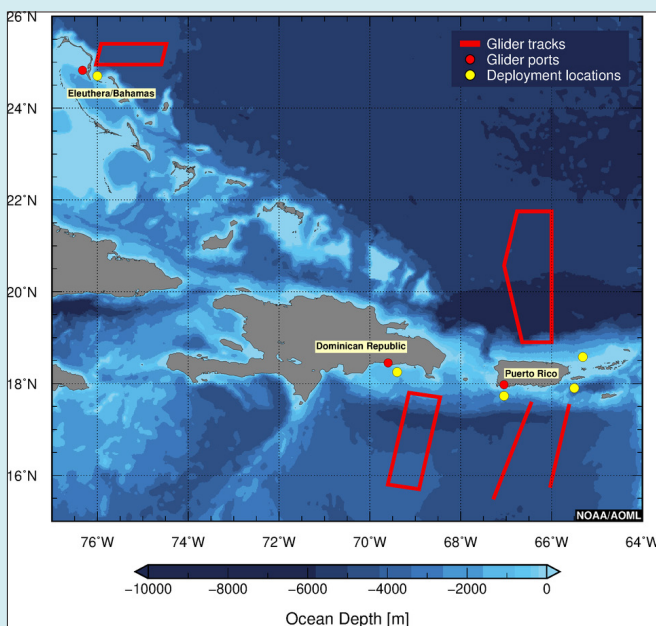 26°N
24°N
22°N
20°N
18°N
16°N
Glider tracks
Glider ports
Deployment locations
Eleuthera/Bahamas
Dominican Republic
Puerto Rico
NOAA/AOML
76°W 74°W 72°W 70°W 68°W 66°W 64°W
−10000 −8000 −6000 −4000 −2000 0
Ocean Depth [m]